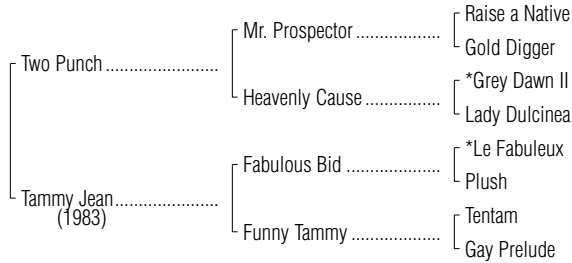 Raise a Native
Mr. Prospector ..................
Gold Digger
Two Punch ........................
*Grey Dawn II
Heavenly Cause ................
Lady Dulcinea
*Le Fabuleux
Fabulous Bid ....................
Plush
Tammy Jean......................
(1983)
Tentam
Funny Tammy ...................
Gay Prelude